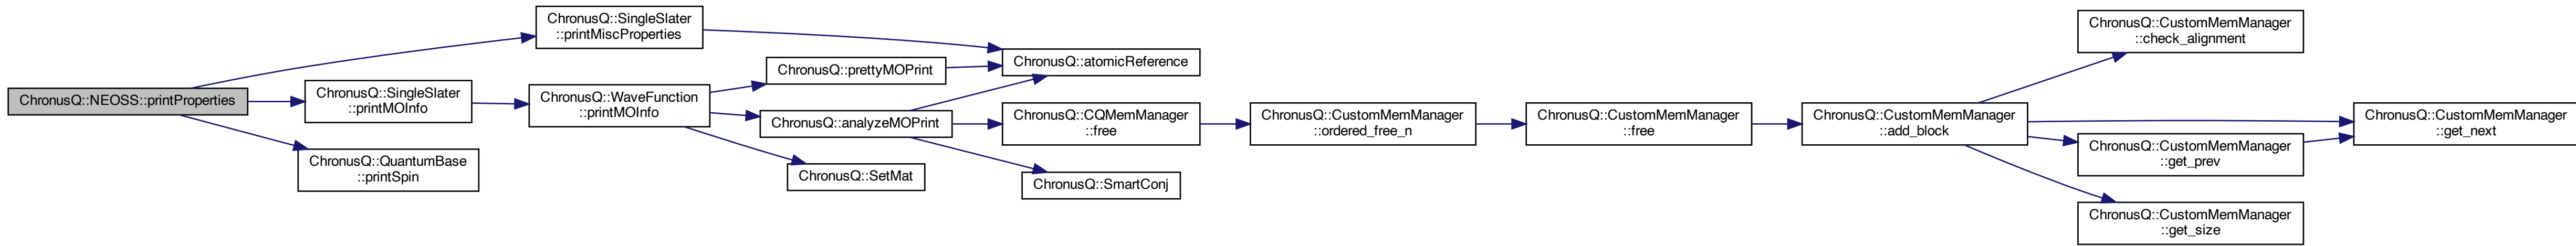 ChronusQ::NEOSS::printProperties
ChronusQ::SingleSlater
::printMiscProperties
ChronusQ::SingleSlater
::printMOInfo
ChronusQ::QuantumBase
::printSpin
ChronusQ::WaveFunction
::printMOInfo
ChronusQ::prettyMOPrint
ChronusQ::analyzeMOPrint
ChronusQ::SetMat
ChronusQ::atomicReference
ChronusQ::CQMemManager
::free
ChronusQ::SmartConj
ChronusQ::CustomMemManager
::ordered_free_n
ChronusQ::CustomMemManager
::free
ChronusQ::CustomMemManager
::add_block
ChronusQ::CustomMemManager
::check_alignment
ChronusQ::CustomMemManager
::get_prev
ChronusQ::CustomMemManager
::get_size
ChronusQ::CustomMemManager
::get_next